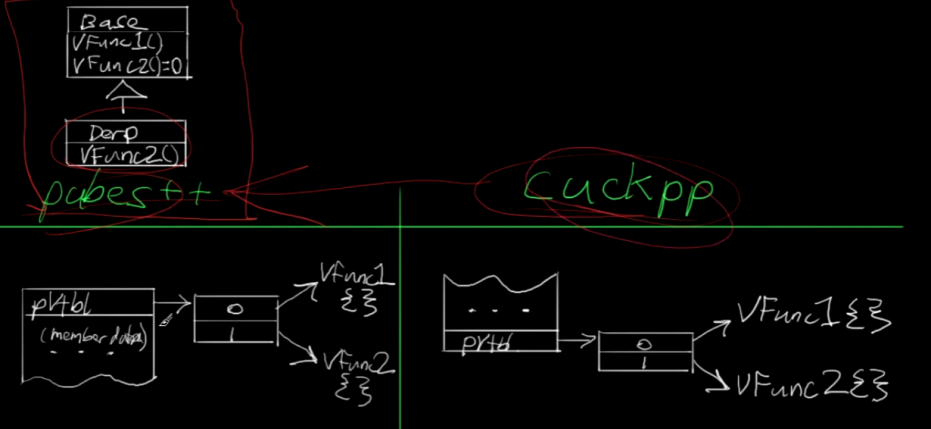 Base
VFunc1()
VFunc2()=0
Derp
VFunc2()
pubes++
cuckpp
pVtbl
(member data)
. . .
0
1
VFunc1
{}
VFunc2
{}
. . .
pVtbl
0
1
VFunc1{}
VFunc2{}